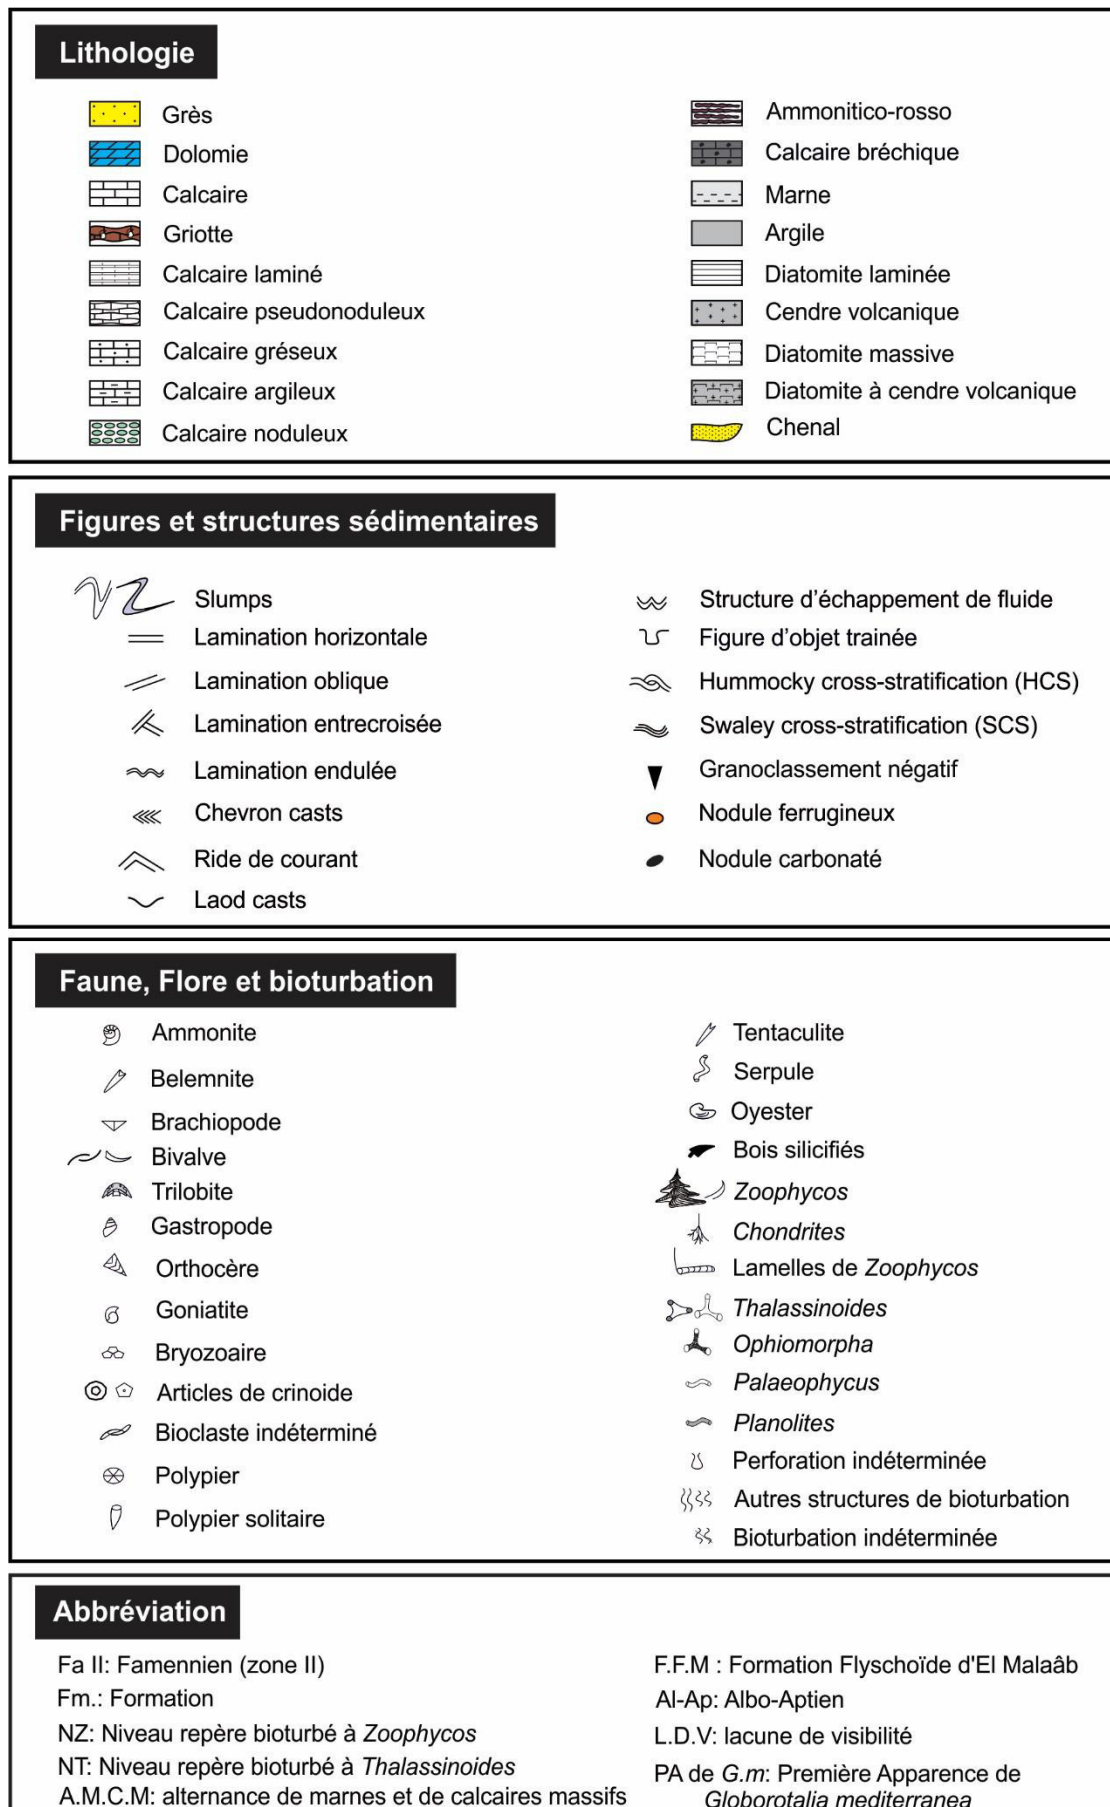 Lithologie
Grès
Dolomie
Calcaire
Griotte
Calcaire laminé
Calcaire pseudonoduleux
Calcaire gréseux
Calcaire argileux
Calcaire noduleux
Ammonitico-rosso
Calcaire bréchique
Marne
Argile
Diatomite laminée
Cendre volcanique
Diatomite massive
Diatomite à cendre volcanique
Chenal
Figures et structures sédimentaires
Slumps
Lamination horizontale
Lamination oblique
Lamination entrecroisée
Lamination endulée
Chevron casts
Ride de courant
Laod casts
Structure d'échappement de fluide
Figure d'objet trainée
Hummocky cross-stratification (HCS)
Swaley cross-stratification (SCS)
Granoclassement négatif
Nodule ferrugineux
Nodule carbonaté
Faune, Flore et bioturbation
Ammonite
Belemnite
Brachiopode
Bivalve
Trilobite
Gastropode
Orthocère
Goniatite
Bryozoaire
Articles de crinoide
Bioclaste indéterminé
Polypier
Polypier solitaire
Tentaculite
Serpule
Oyester
Bois silicifiés
Zoophycos
Chondrites
Lamelles de Zoophycos
Thalassinoides
Ophiomorpha
Palaeophycus
Planolites
Perforation indéterminée
Autres structures de bioturbation
Bioturbation indéterminée
Abbréviation
Fa II: Famennien (zone II)
Fm.: Formation
NZ: Niveau repère bioturbé à Zoophycos
NT: Niveau repère bioturbé à Thalassinoides
A.M.C.M: alternance de marnes et de calcaires massifs
F.F.M : Formation Flyschoïde d'El Malaâb
Al-Ap: Albo-Aptien
L.D.V: lacune de visibilité
PA de G.m: Première Apparence de
Globorotalia mediterranea